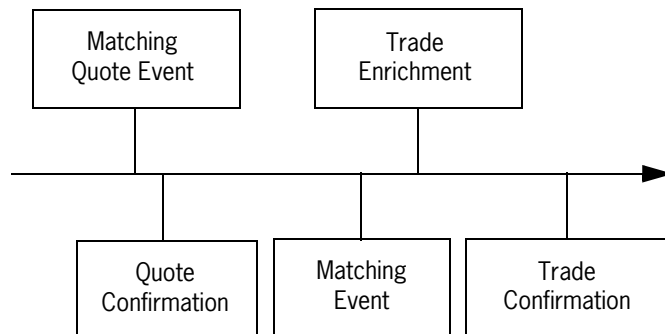 Matching
Quote Event
Trade
Enrichment
Quote
Confirmation
Matching
Event
Trade
Confirmation